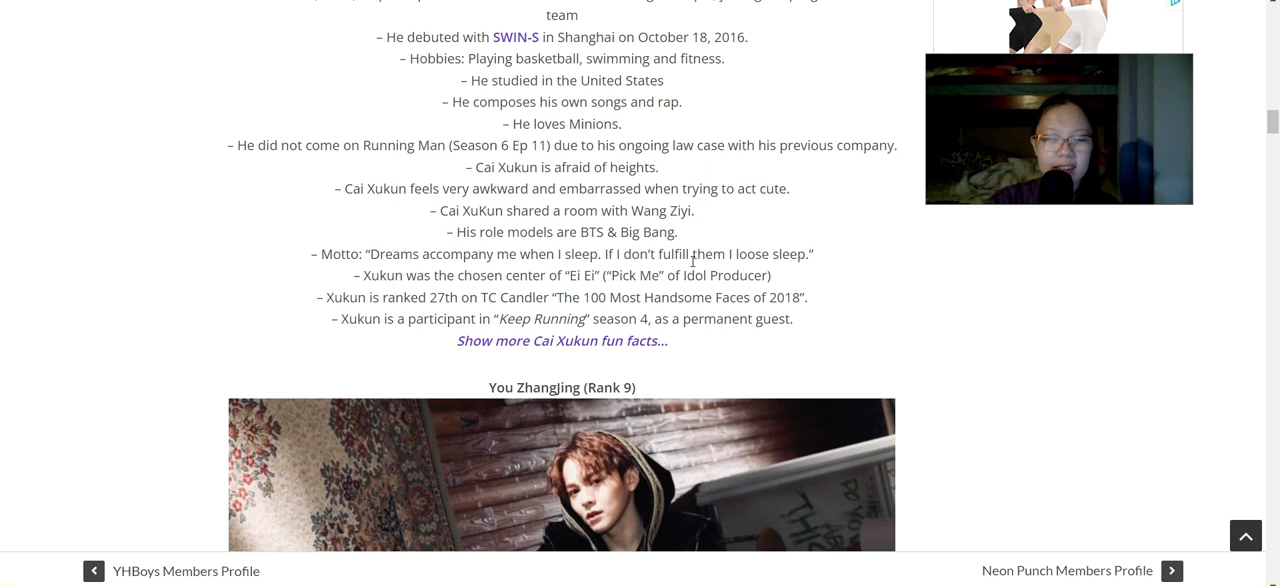 team
– He debuted with SWIN-S in Shanghai on October 18, 2016.
– Hobbies: Playing basketball, swimming and fitness.
– He studied in the United States
– He composes his own songs and rap.
– He loves Minions.
– He did not come on Running Man (Season 6 Ep 11) due to his ongoing law case with his previous company.
– Cai Xukun is afraid of heights.
– Cai Xukun feels very awkward and embarrassed when trying to act cute.
– Cai XuKun shared a room with Wang Ziyi.
– His role models are BTS & Big Bang.
– Motto: “Dreams accompany me when I sleep. If I don’t fulfill them I loose sleep.”
– Xukun was the chosen center of “Ei Ei” (“Pick Me” of Idol Producer)
– Xukun is ranked 27th on TC Candler “The 100 Most Handsome Faces of 2018”.
– Xukun is a participant in “Keep Running” season 4, as a permanent guest.
Show more Cai Xukun fun facts…
You ZhangJing (Rank 9)
YHBoys Members Profile
Neon Punch Members Profile